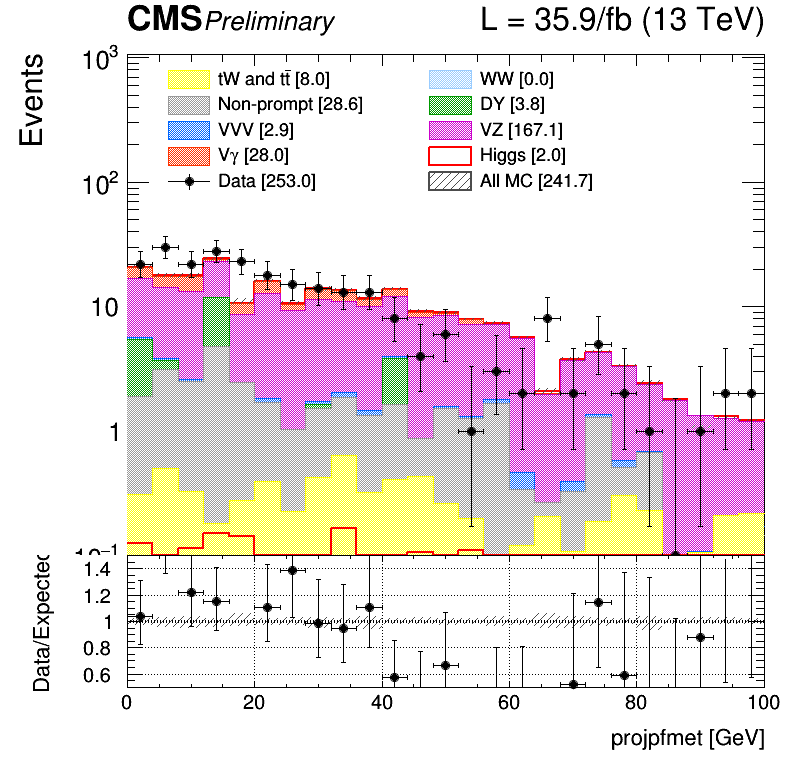 CMS Preliminary L = 35.9/fb (13 TeV)
Events
10³
10²
10
1
10⁻¹
tW and tt̄ [8.0]
WW [0.0]
Non-prompt [28.6]
DY [3.8]
VVV [2.9]
VZ [167.1]
Vγ [28.0]
Higgs [2.0]
Data [253.0]
All MC [241.7]
Data/Expected
1.4
1.2
1
0.8
0.6
0 20 40 60 80 100
projpfmet [GeV]